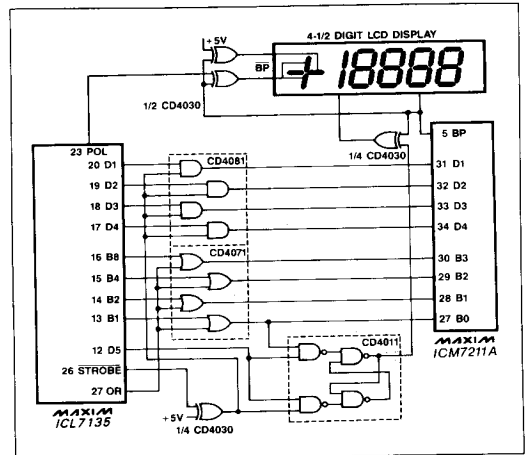 4-1/2 DIGIT LCD DISPLAY
+5V
BP
+18888
1/2 CD4030
1/4 CD4030
5 BP
23 POL
20 D1
CD4081
31 D1
19 D2
32 D2
18 D3
33 D3
17 D4
34 D4
CD4071
16 B8
30 B3
15 B4
29 B2
14 B2
28 B1
13 B1
27 B0
MAXIM
ICM7211A
12 D5
CD4011
26 STROBE
27 OR
+5V
1/4 CD4030
MAXIM
ICL7135